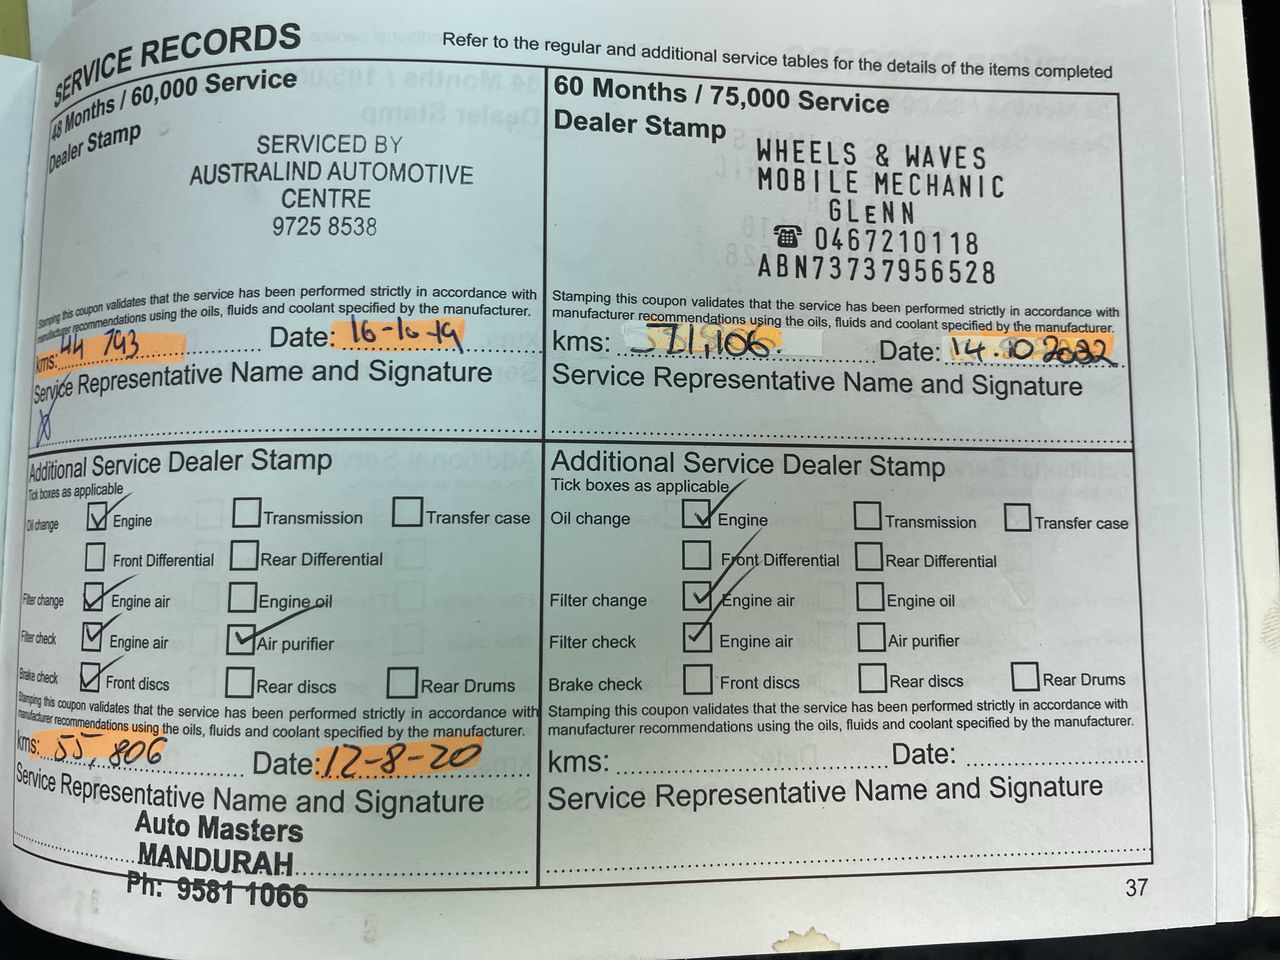 SERVICE RECORDS
Refer to the regular and additional service tables for the details of the items completed
48 Months / 60,000 Service
Dealer Stamp
SERVICED BY
AUSTRALIND AUTOMOTIVE
CENTRE
9725 8538
Stamping this coupon validates that the service has been performed strictly in accordance with
manufacturer recommendations using the oils, fluids and coolant specified by the manufacturer.
kms: 44 793 Date: 16-10-19
Service Representative Name and Signature
60 Months / 75,000 Service
Dealer Stamp
WHEELS & WAVES
MOBILE MECHANIC
GLENN
☎ 0467210118
ABN73737956528
Stamping this coupon validates that the service has been performed strictly in accordance with
manufacturer recommendations using the oils, fluids and coolant specified by the manufacturer.
kms: Date: 14.10.2022
Service Representative Name and Signature
Additional Service Dealer Stamp
Tick boxes as applicable
Oil change Engine Transmission Transfer case
Front Differential Rear Differential
Filter change Engine air Engine oil
Filter check Engine air Air purifier
Brake check Front discs Rear discs Rear Drums
Stamping this coupon validates that the service has been performed strictly in accordance with
manufacturer recommendations using the oils, fluids and coolant specified by the manufacturer.
kms: 55,806 Date: 12-8-20
Service Representative Name and Signature
Auto Masters
MANDURAH
Ph: 9581 1066
Additional Service Dealer Stamp
Tick boxes as applicable
Oil change Engine Transmission Transfer case
Front Differential Rear Differential
Filter change Engine air Engine oil
Filter check Engine air Air purifier
Brake check Front discs Rear discs Rear Drums
Stamping this coupon validates that the service has been performed strictly in accordance with
manufacturer recommendations using the oils, fluids and coolant specified by the manufacturer.
kms: Date:
Service Representative Name and Signature
37